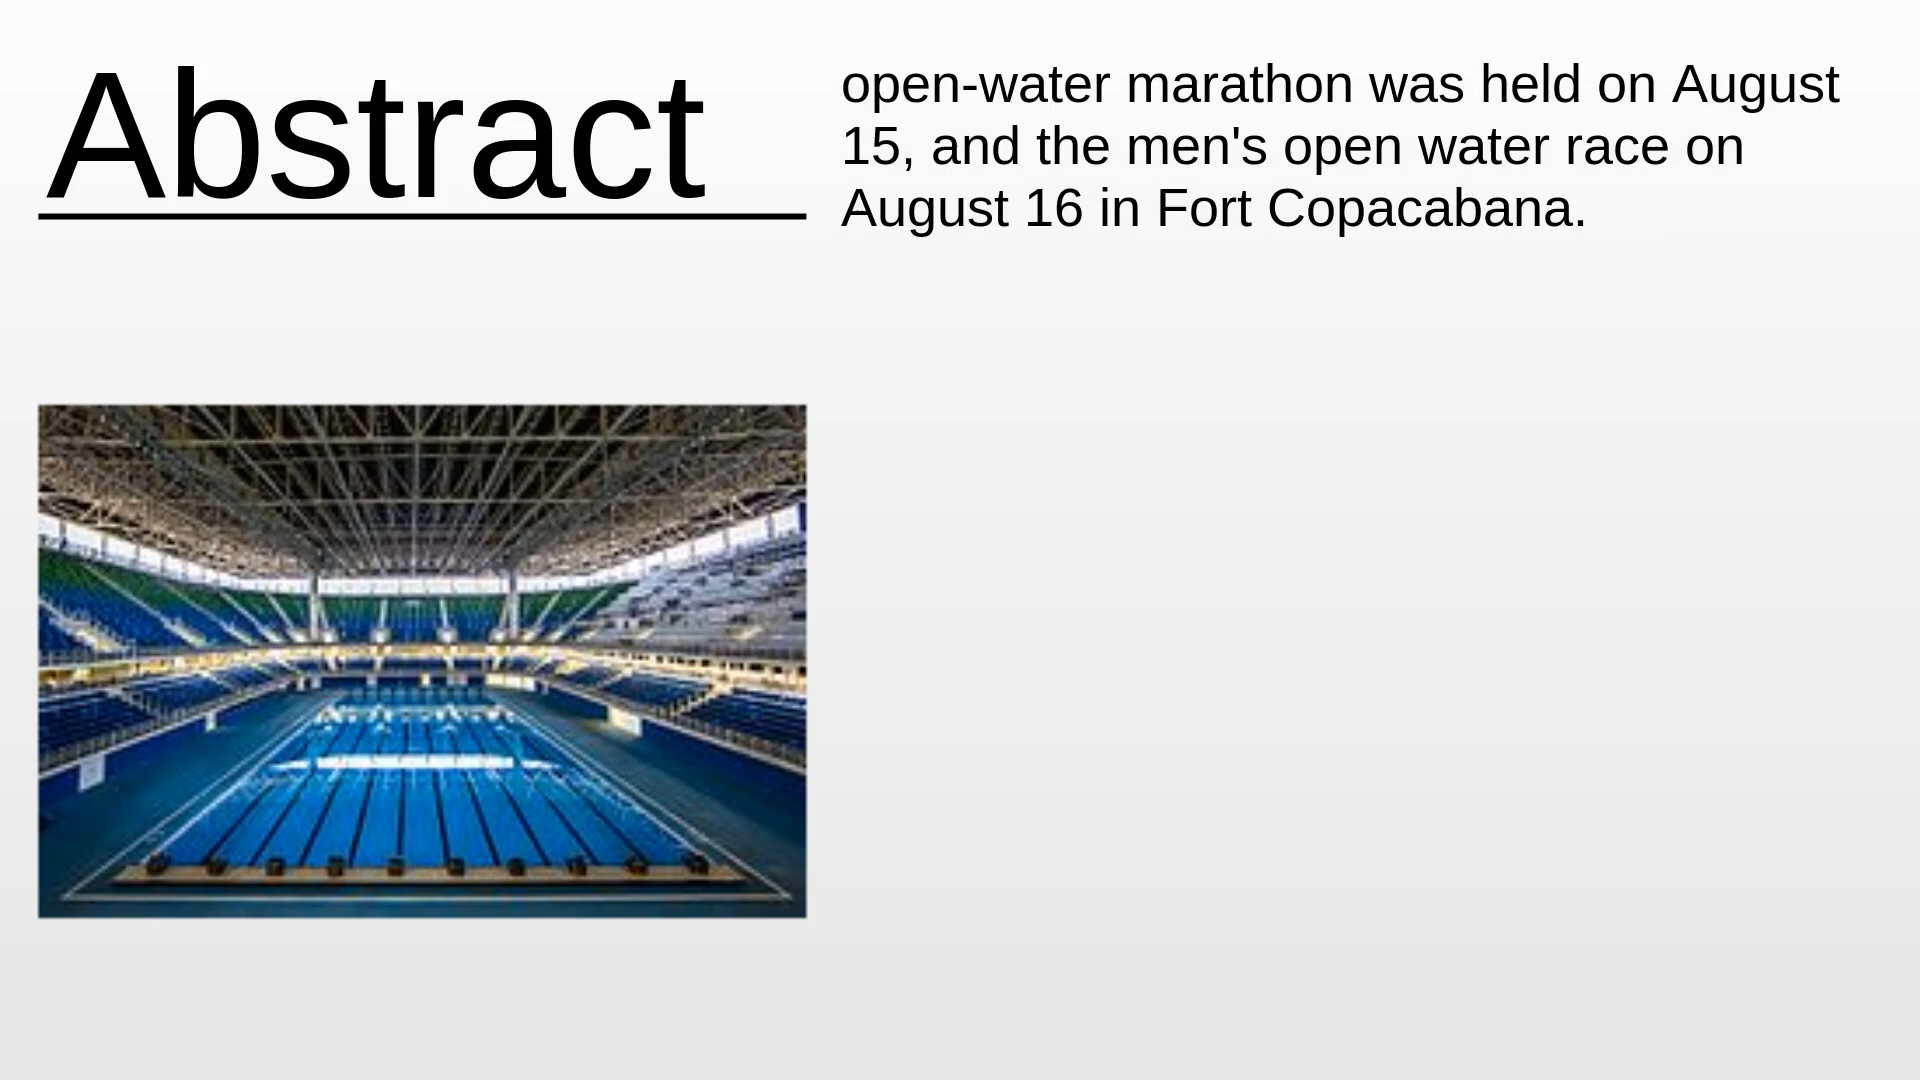 Abstract
open-water marathon was held on August
15, and the men's open water race on
August 16 in Fort Copacabana.